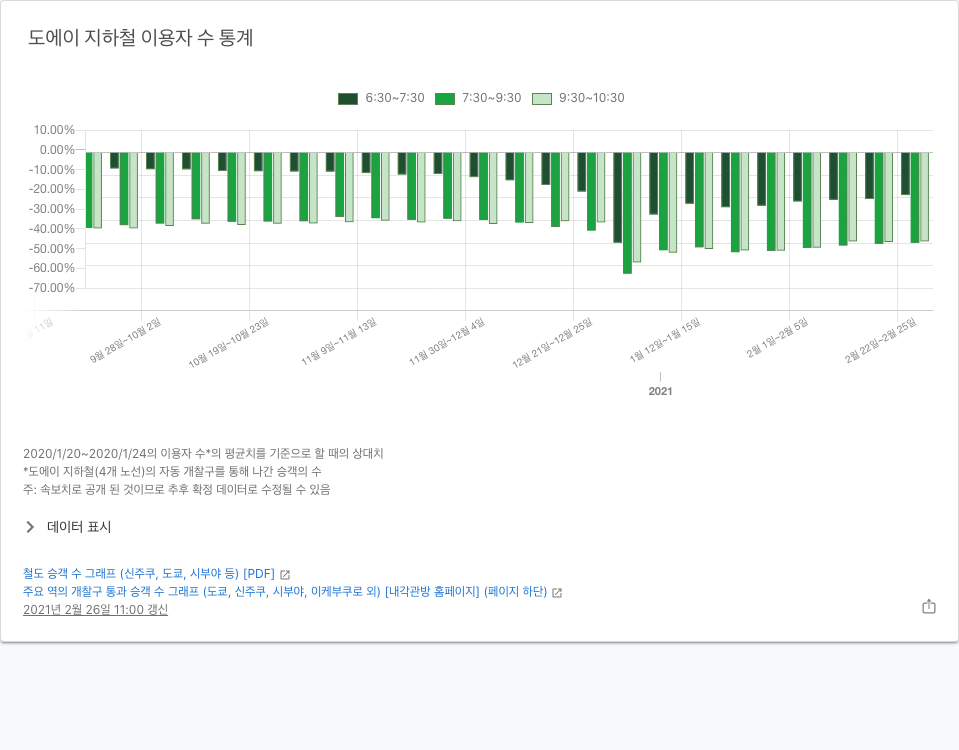 도에이 지하철 이용자 수 통계
6:30~7:30 7:30~9:30 9:30~10:30
10.00%
0.00%
-10.00%
-20.00%
-30.00%
-40.00%
-50.00%
-60.00%
-70.00%
11일
9월 28일~10월 2일
10월 19일~10월 23일
11월 9일~11월 13일
11월 30일~12월 4일
12월 21일~12월 25일
1월 12일~1월 15일
2월 1일~2월 5일
2월 22일~2월 25일
2021
2020/1/20~2020/1/24의 이용자 수*의 평균치를 기준으로 할 때의 상대치
*도에이 지하철(4개 노선)의 자동 개찰구를 통해 나간 승객의 수
주: 속보치로 공개 된 것이므로 추후 확정 데이터로 수정될 수 있음
데이터 표시
철도 승객 수 그래프 (신주쿠, 도쿄, 시부야 등) [PDF]
주요 역의 개찰구 통과 승객 수 그래프 (도쿄, 신주쿠, 시부야, 이케부쿠로 외) [내각관방 홈페이지] (페이지 하단)
2021년 2월 26일 11:00 갱신